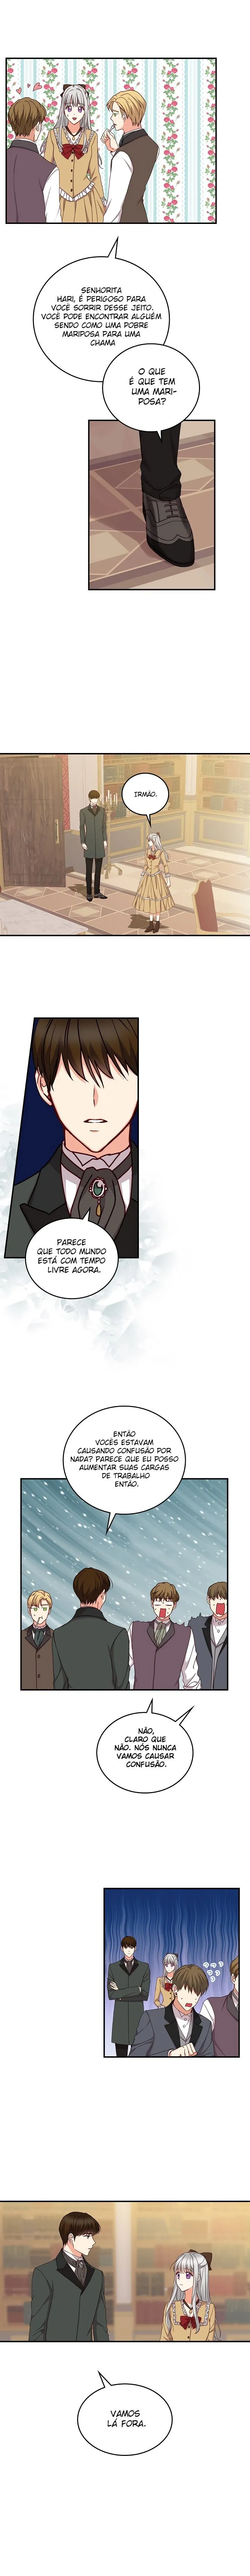 SENHORITA
HARI, É PERIGOSO PARA
VOCÊ SORRIR DESSE JEITO.
VOCÊ PODE ENCONTRAR ALGUÉM
SENDO COMO UMA POBRE
MARIPOSA PARA UMA
CHAMA
O QUE
É QUE TEM
UMA MARI-
POSA?
IRMÃO.
PARECE
QUE TODO MUNDO
ESTÁ COM TEMPO
LIVRE AGORA.
ENTÃO
VOCÊS ESTAVAM
CAUSANDO CONFUSÃO POR
NADA? PARECE QUE EU POSSO
AUMENTAR SUAS CARGAS
DE TRABALHO
ENTÃO.
NÃO,
CLARO QUE
NÃO. NÓS NUNCA
VAMOS CAUSAR
CONFUSÃO.
VAMOS
LÁ FORA.